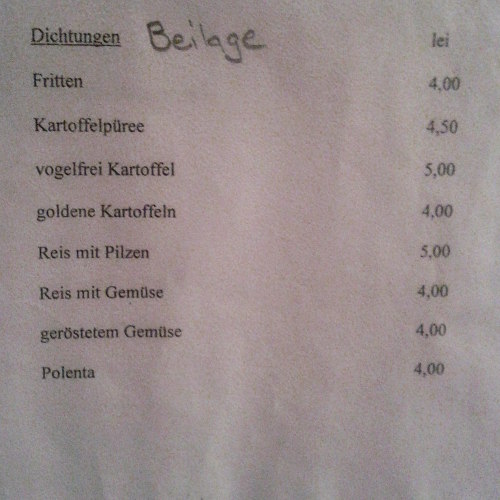 Dichtungen Beilage lei
Fritten 4,00
Kartoffelpüree 4,50
vogelfrei Kartoffel 5,00
goldene Kartoffeln 4,00
Reis mit Pilzen 5,00
Reis mit Gemüse 4,00
geröstetem Gemüse 4,00
Polenta 4,00